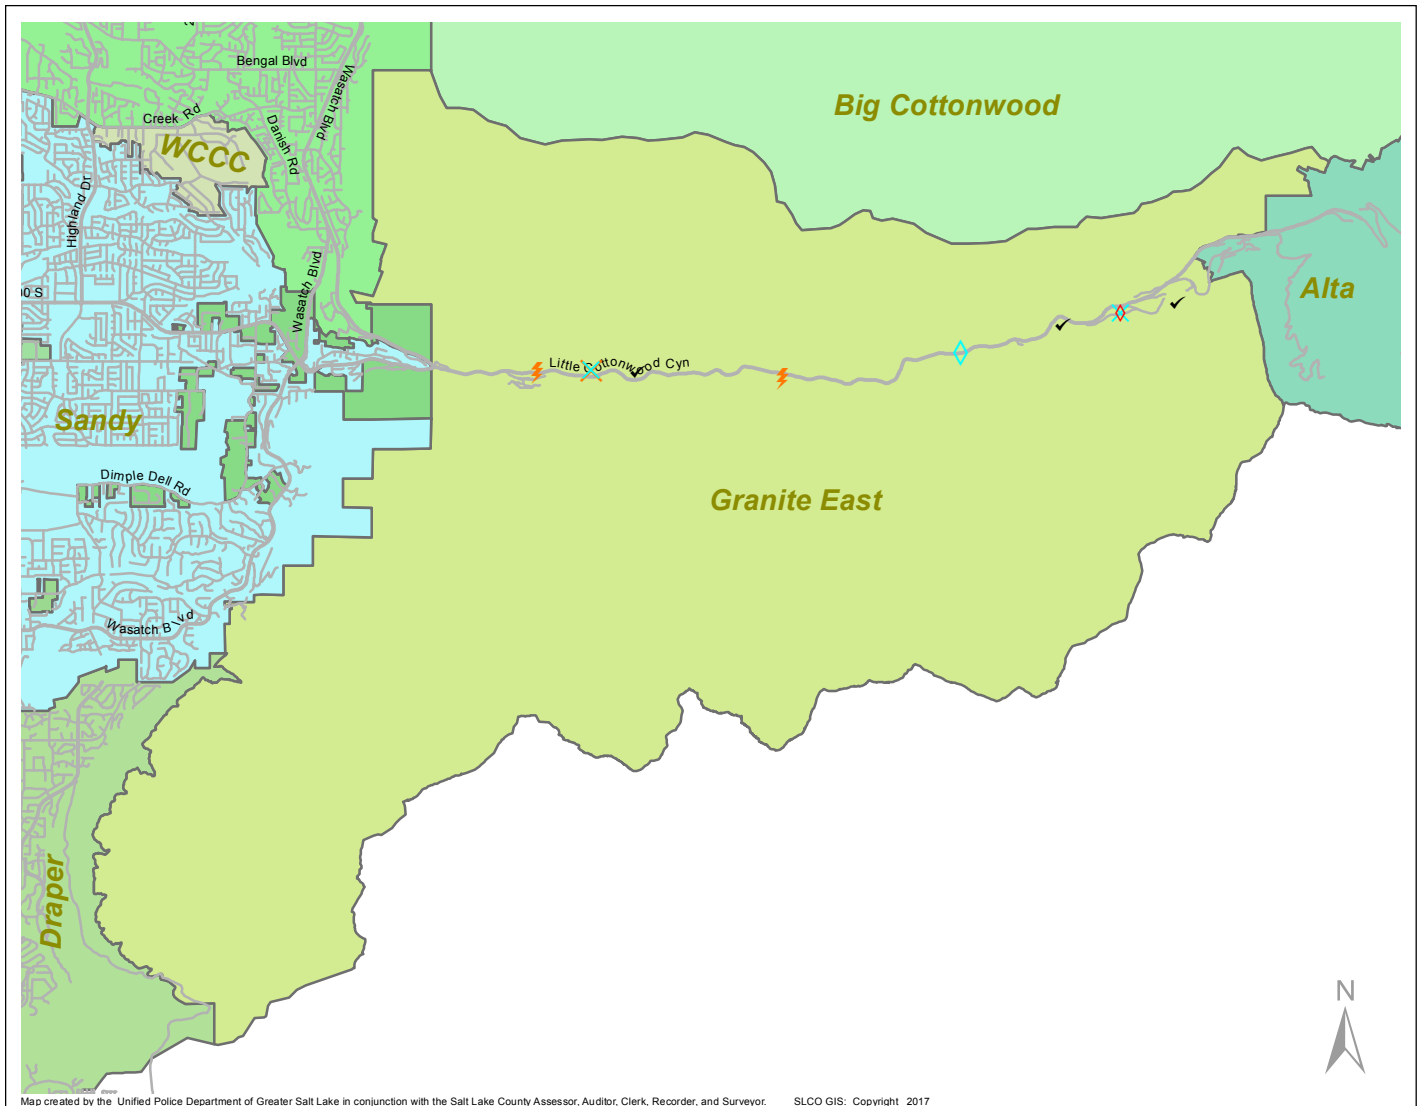 Bengal Blvd
Wasatch Blvd
Big Cottonwood
Creek Rd
Danish Rd
WCCC
Highland Dr
Wasatch Blvd
Alta
0 S
Little Cottonwood Cyn
Sandy
Dimple Dell Rd
Granite East
Wasatch Blvd
Draper
N
Map created by the Unified Police Department of Greater Salt Lake in conjunction with the Salt Lake County Assessor, Auditor, Clerk, Recorder, and Surveyor. SLCO GIS: Copyright 2017